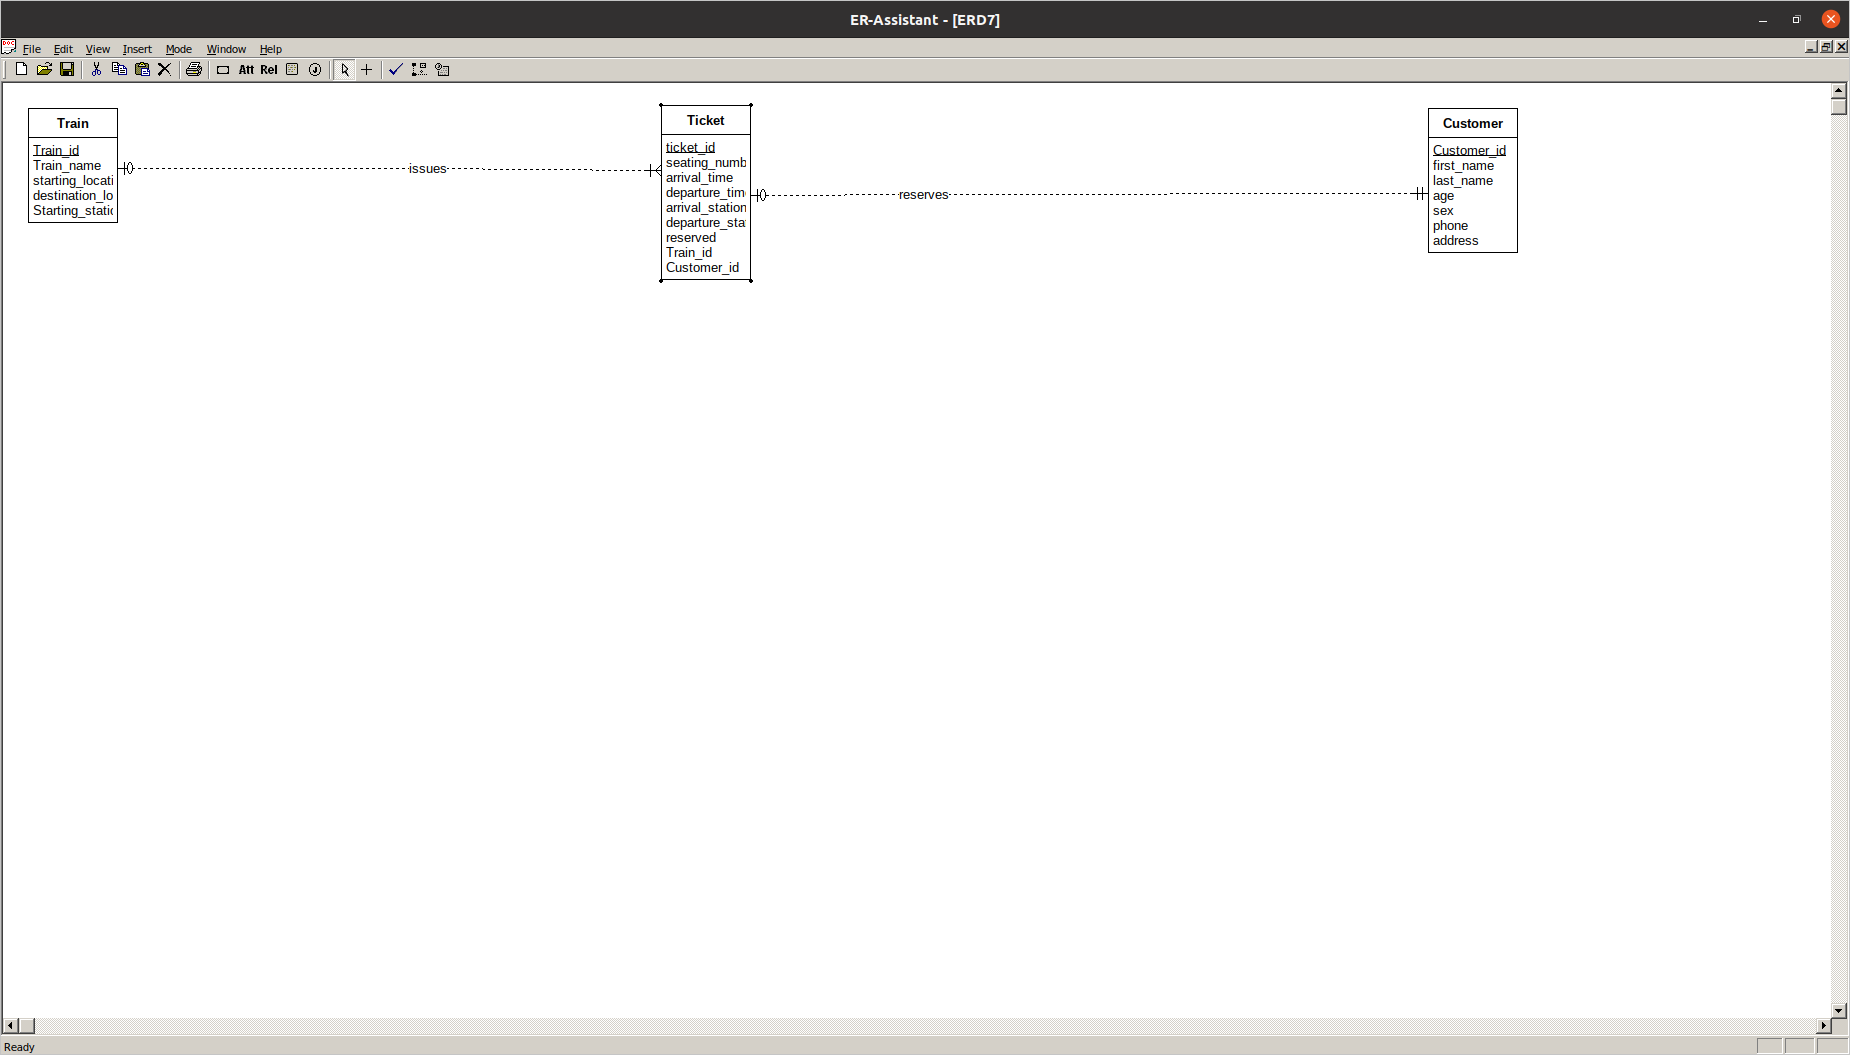 ER-Assistant - [ERD7]
File Edit View Insert Mode Window Help
Att Rel
Train
Train_id
Train_name
starting_locati
destination_lo
Starting_static
issues
Ticket
ticket_id
seating_numb
arrival_time
departure_time
arrival_station
departure_sta
reserved
Train_id
Customer_id
reserves
Customer
Customer_id
first_name
last_name
age
sex
phone
address
Ready